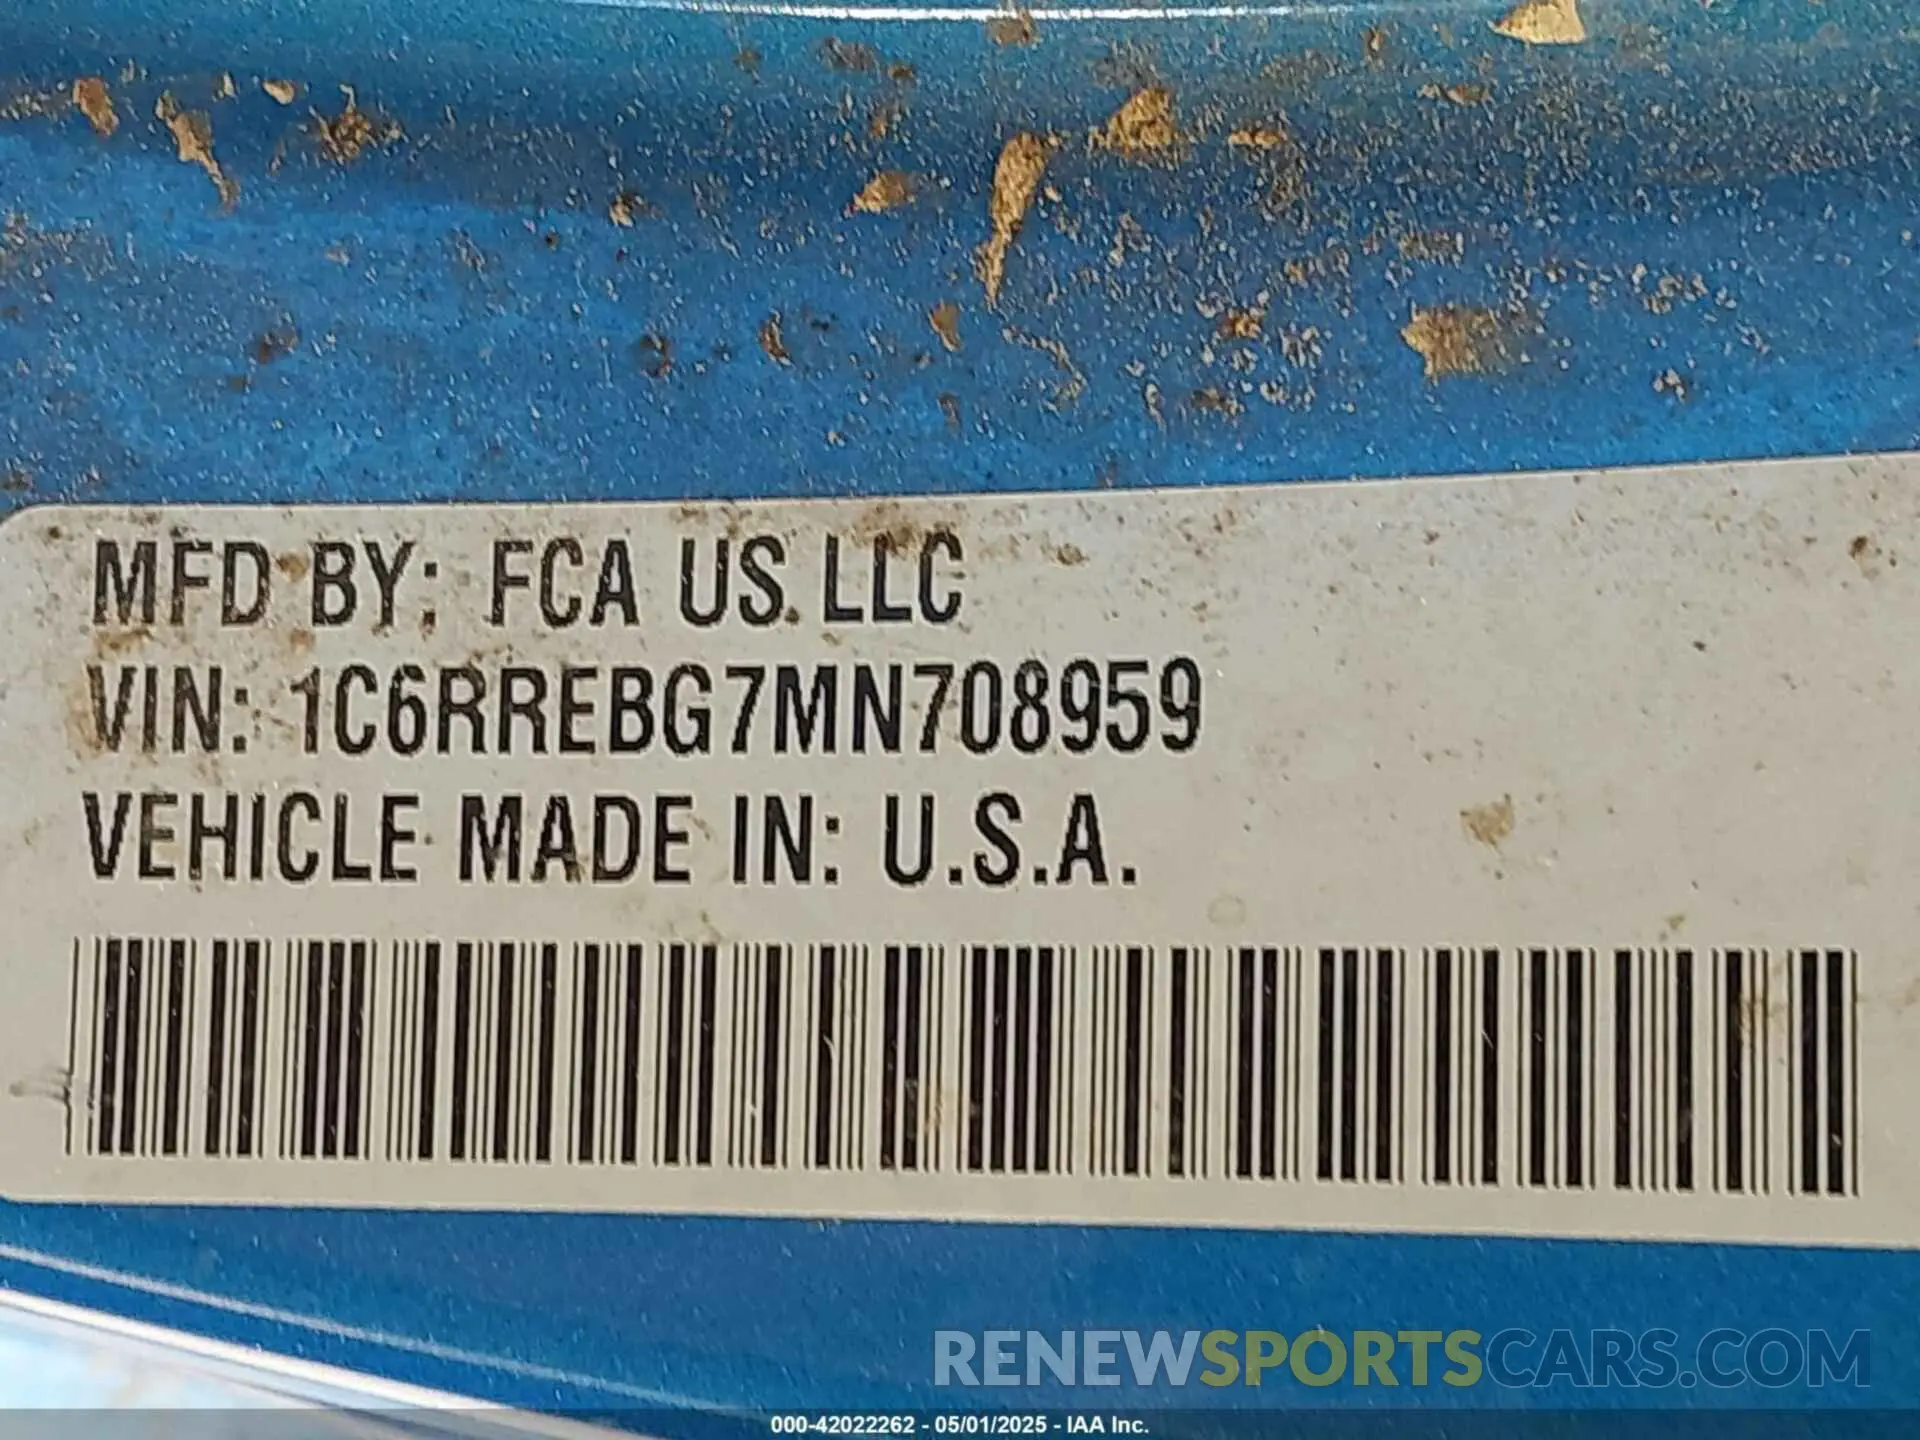 MFD BY: FCA US LLC
VIN: 1C6RREBG7MN708959
VEHICLE MADE IN: U.S.A.
RENEWSPORTSCARS.COM
000-42022262 - 05/01/2025 - IAA Inc.